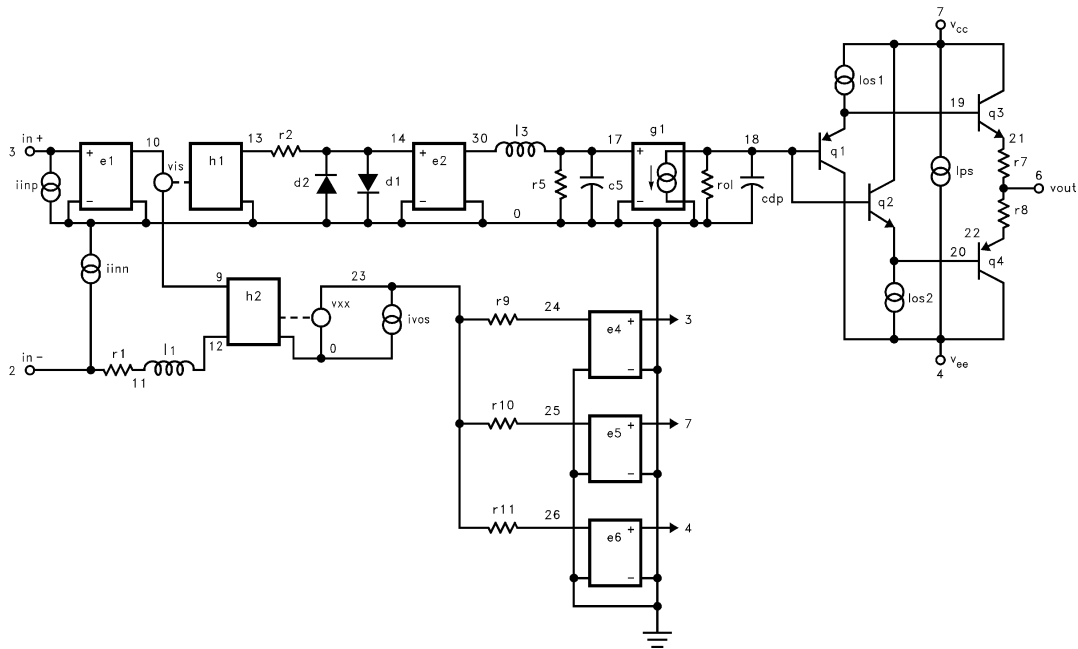 7
vcc
Ios1
19
q3
21
in+
3
10
13
r2
14
30
l3
17
g1
18
+
e1
vis
h1
+
e2
+
q1
r7
Ips
6
vout
iinp
d2
d1
r5
c5
rol
cdp
q2
r8
−
−
−
0
22
iinn
9
h2
23
vxx
ivos
20
q4
Ios2
r9
24
e4
+
3
in−
2
r1
11
l1
12
0
vee
4
−
r10
25
e5
+
7
−
r11
26
e6
+
4
−